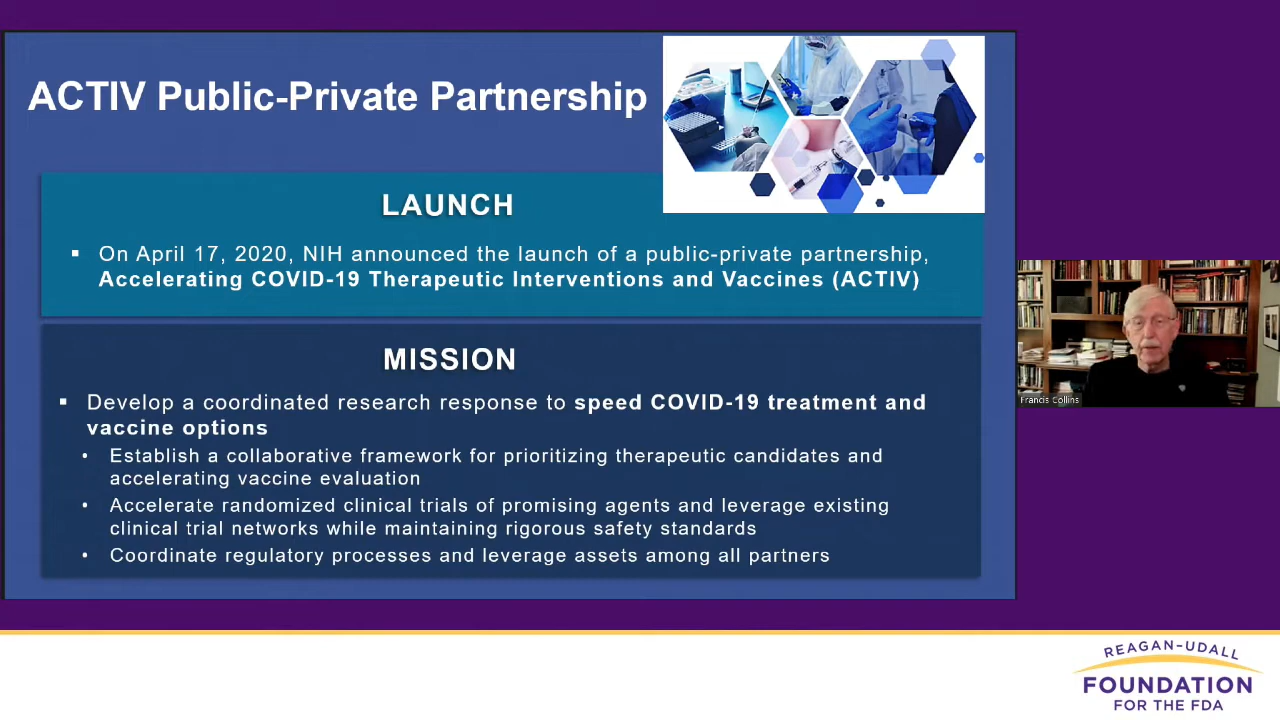 ACTIV Public-Private Partnership
LAUNCH
▪ On April 17, 2020, NIH announced the launch of a public-private partnership,
Accelerating COVID-19 Therapeutic Interventions and Vaccines (ACTIV)
MISSION
▪ Develop a coordinated research response to speed COVID-19 treatment and
vaccine options
• Establish a collaborative framework for prioritizing therapeutic candidates and
accelerating vaccine evaluation
• Accelerate randomized clinical trials of promising agents and leverage existing
clinical trial networks while maintaining rigorous safety standards
• Coordinate regulatory processes and leverage assets among all partners
Francis Collins
REAGAN-UDALL
FOUNDATION
FOR THE FDA